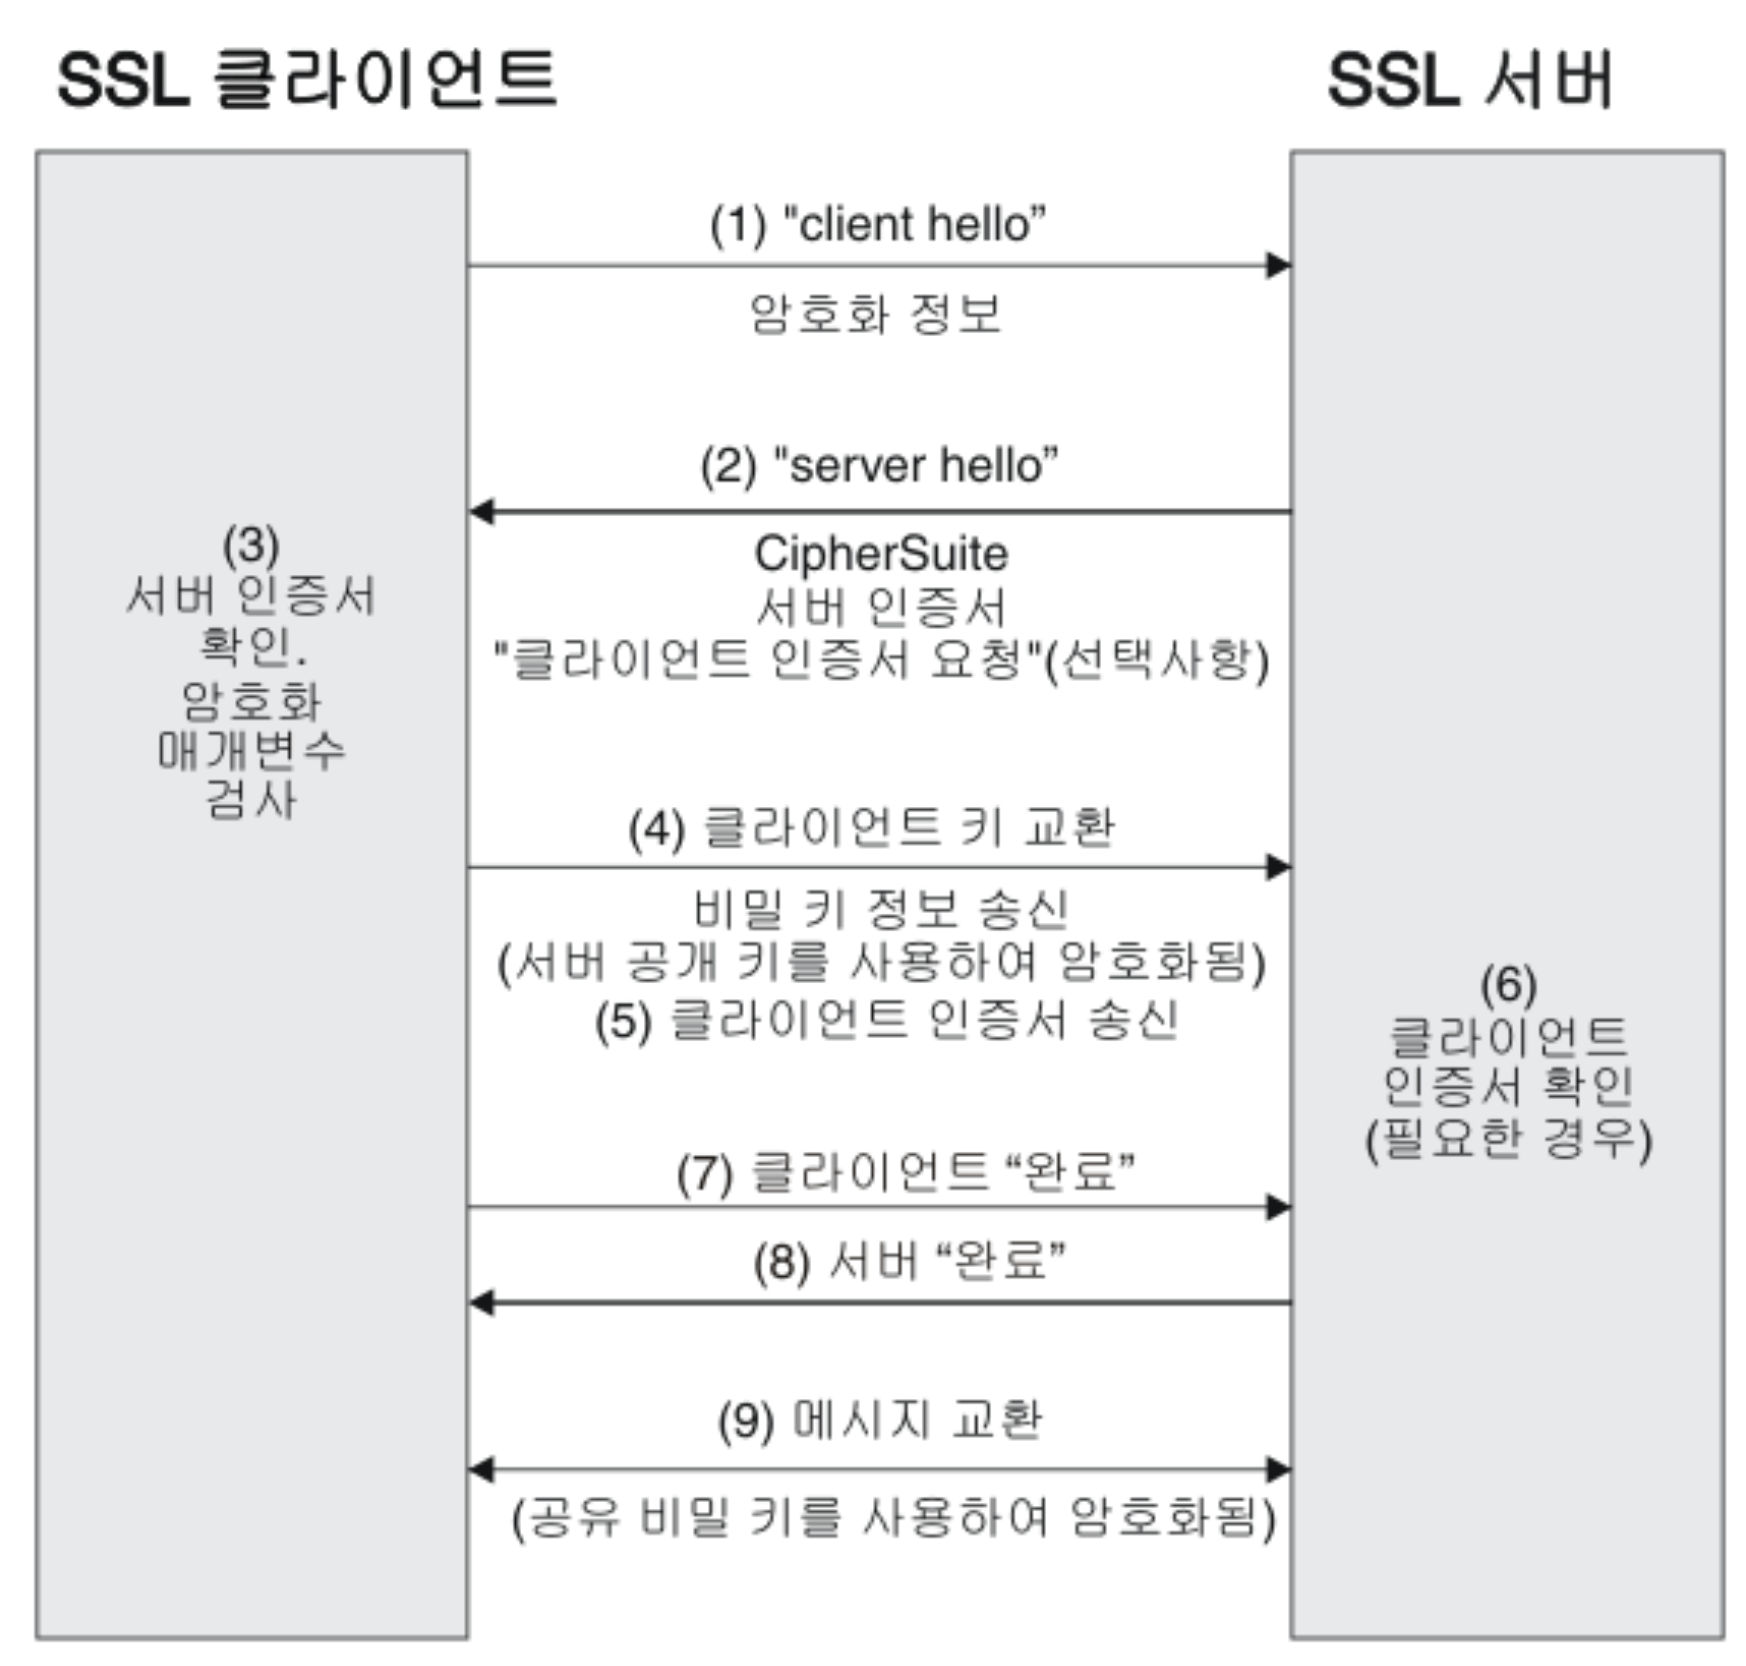 SSL 클라이언트
SSL 서버
(1) "client hello”
암호화 정보
(2) "server hello”
CipherSuite
서버 인증서
"클라이언트 인증서 요청"(선택사항)
(3)
서버 인증서
확인.
암호화
매개변수
검사
(4) 클라이언트 키 교환
비밀 키 정보 송신
(서버 공개 키를 사용하여 암호화됨)
(5) 클라이언트 인증서 송신
(6)
클라이언트
인증서 확인
(필요한 경우)
(7) 클라이언트 “완료”
(8) 서버 “완료”
(9) 메시지 교환
(공유 비밀 키를 사용하여 암호화됨)